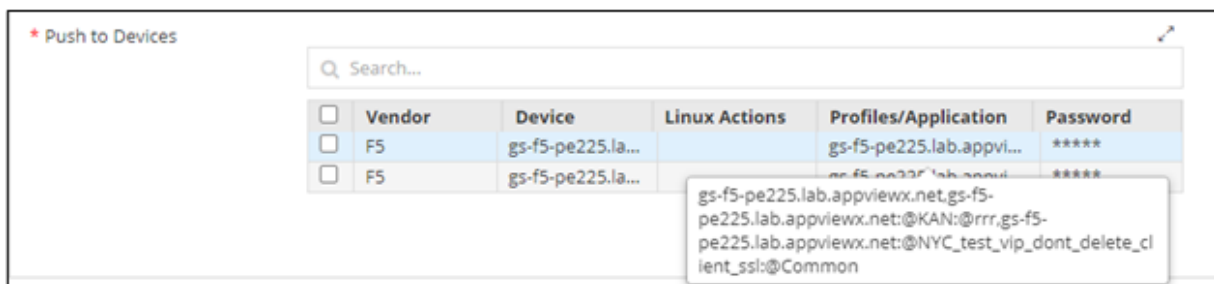 * Push to Devices
Search...
Vendor Device Linux Actions Profiles/Application Password
F5 gs-f5-pe225.la... gs-f5-pe225.lab.appvi... *****
F5 gs-f5-pe225.la... *****
gs-f5-pe225.lab.appviewx.net,gs-f5-
pe225.lab.appviewx.net:@KAN:@rrr,gs-f5-
pe225.lab.appviewx.net:@NYC_test_vip_dont_delete_cl
ient_ssl:@Common